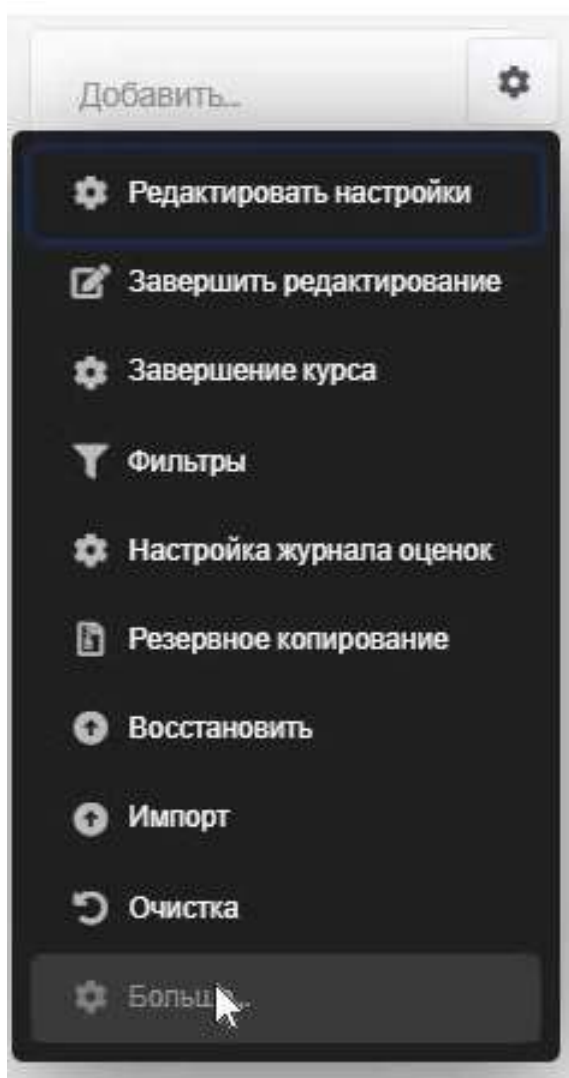 Добавить...
Редактировать настройки
Завершить редактирование
Завершение курса
Фильтры
Настройка журнала оценок
Резервное копирование
Восстановить
Импорт
Очистка